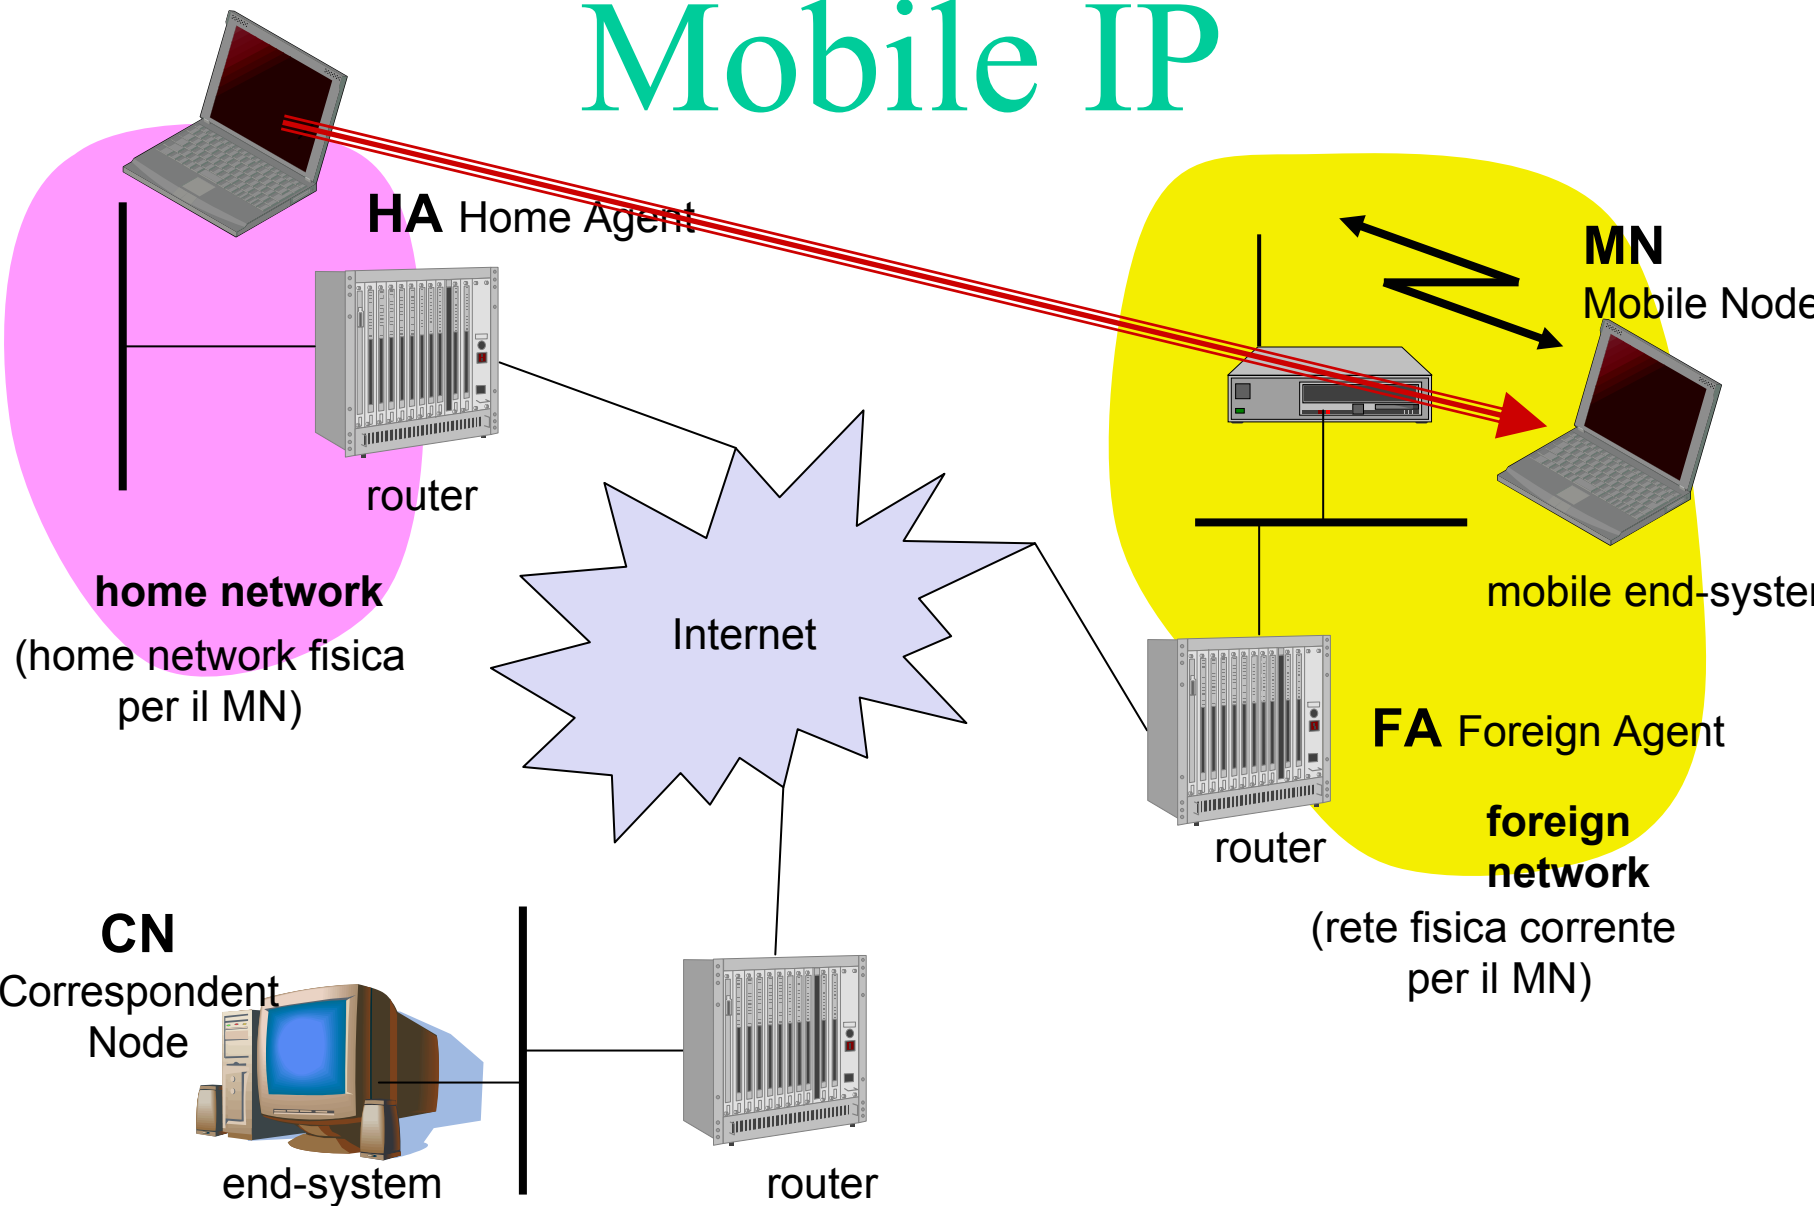 Mobile IP
HA Home Agent
MN
Mobile Node
router
home network
(home network fisica
per il MN)
Internet
mobile end-system
FA Foreign Agent
router
foreign
network
(rete fisica corrente
per il MN)
CN
Correspondent
Node
end-system
router